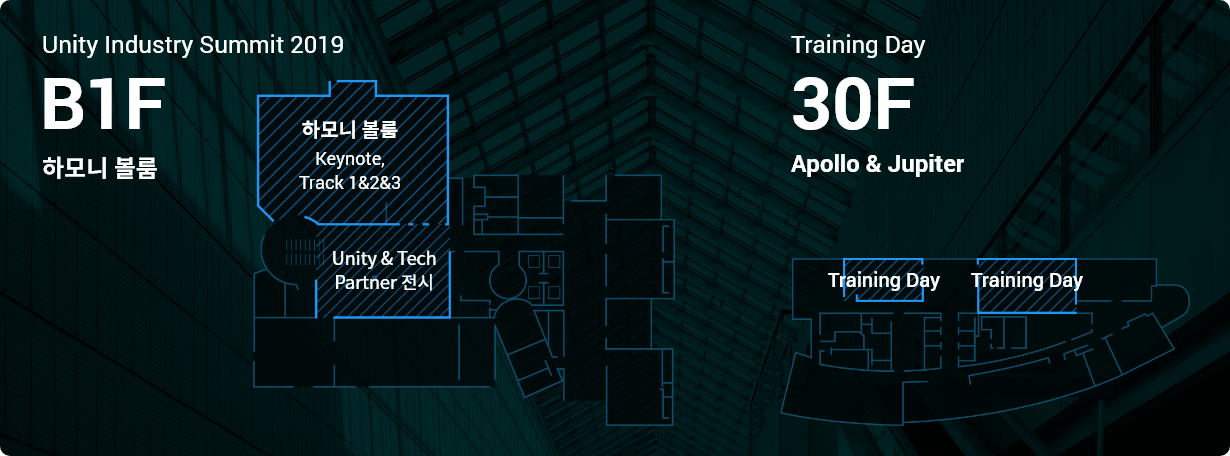 Unity Industry Summit 2019
B1F
하모니 볼룸
하모니 볼룸
Keynote,
Track 1&2&3
Unity & Tech
Partner 전시
Training Day
30F
Apollo & Jupiter
Training Day
Training Day